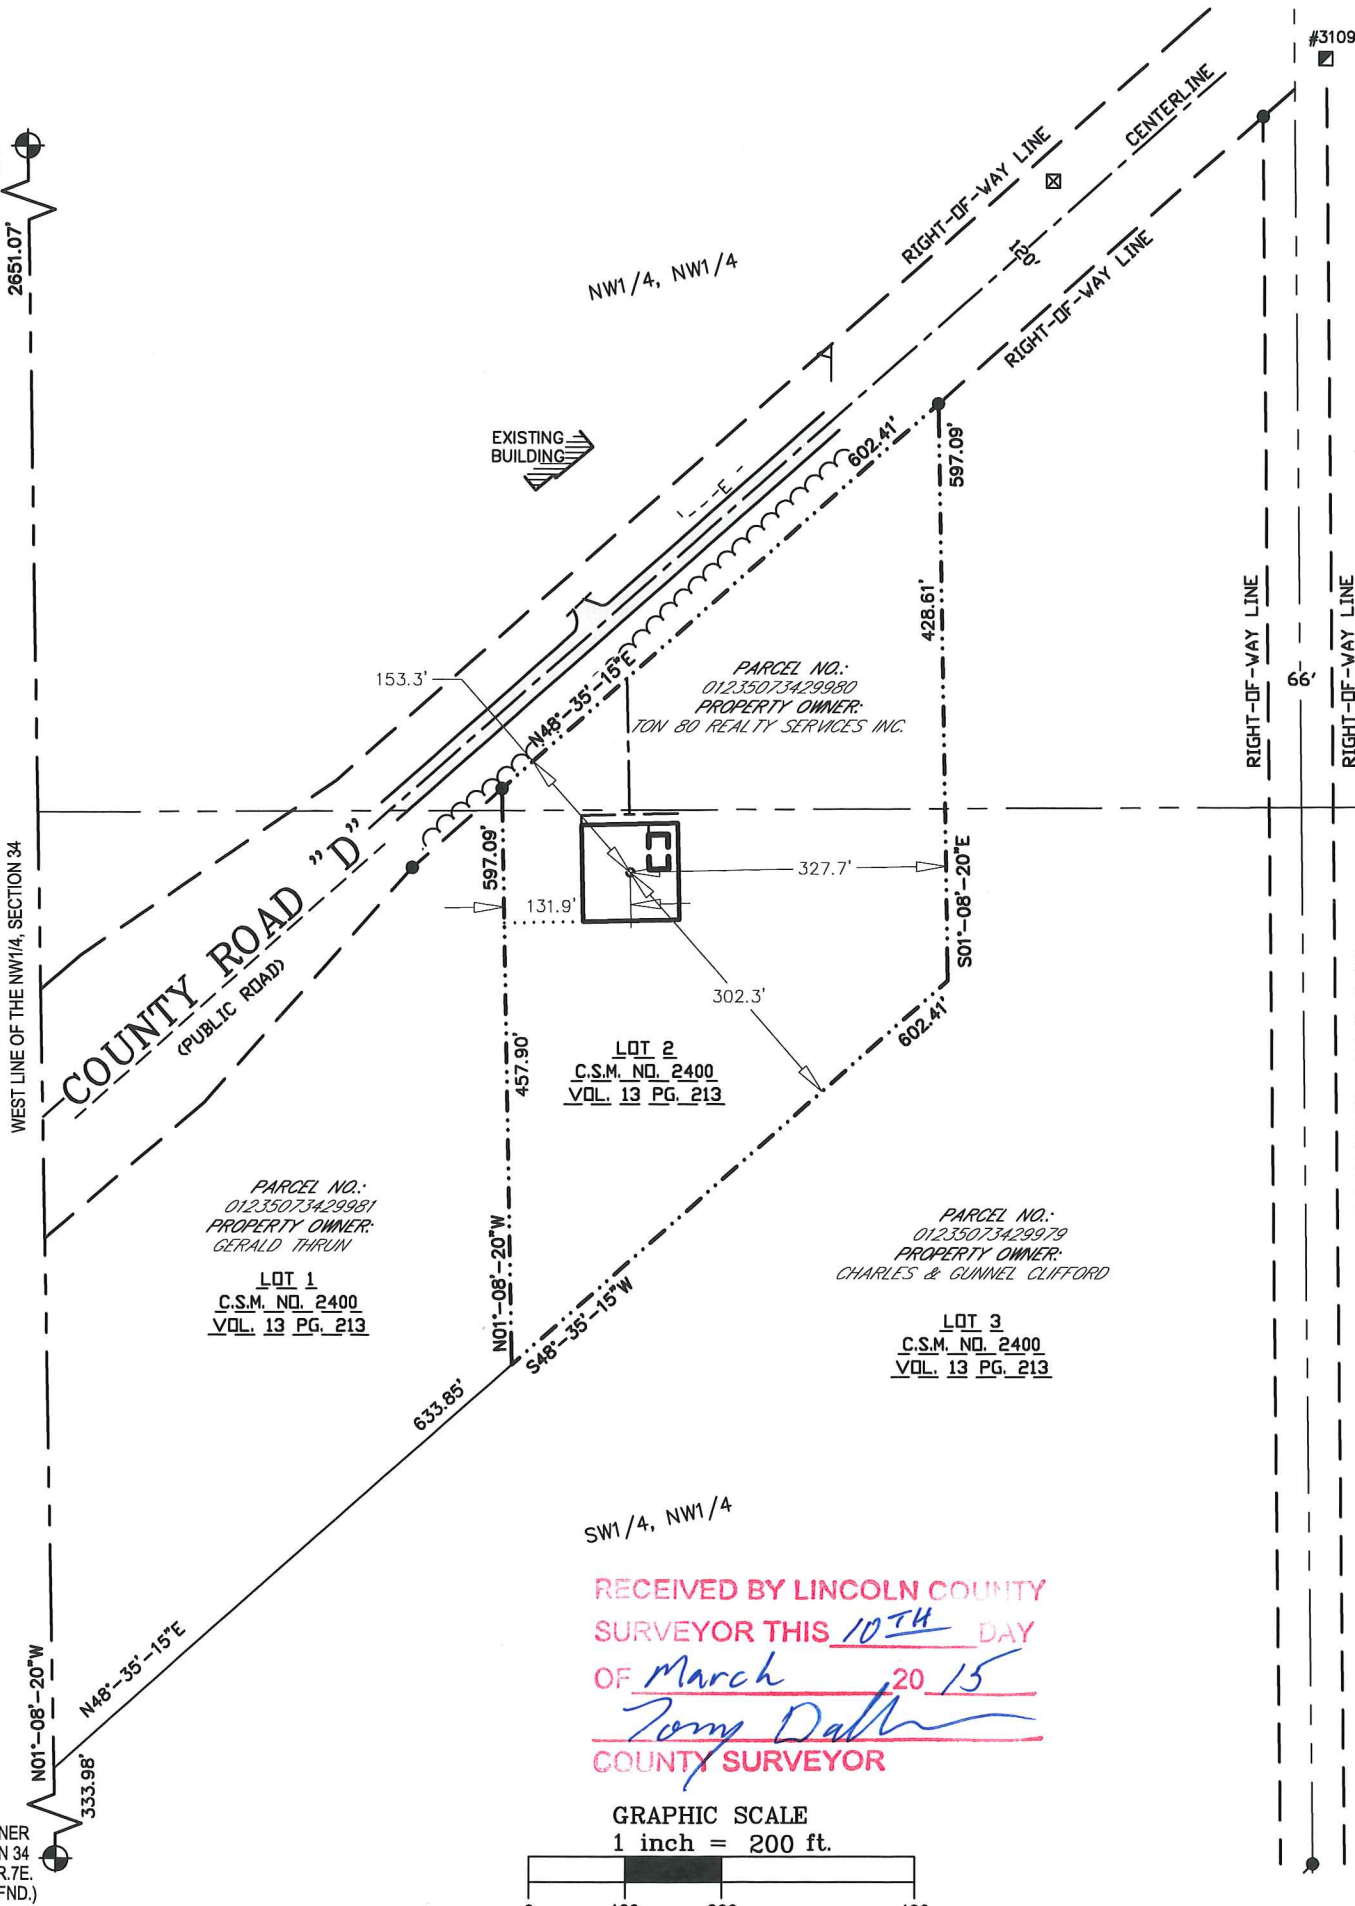 #3109
2651.07'
RIGHT-OF-WAY LINE
CENTERLINE
120'
RIGHT-OF-WAY LINE
NW1/4, NW1/4
EXISTING
BUILDING
602.41'
597.09'
E
428.61'
RIGHT-OF-WAY LINE
66'
RIGHT-OF-WAY LINE
153.3'
N48°-35'-15"E
PARCEL NO.:
01235073429980
PROPERTY OWNER:
TON 80 REALTY SERVICES INC.
WEST LINE OF THE NW1/4, SECTION 34
COUNTY ROAD "D"
(PUBLIC ROAD)
597.09'
131.9'
327.7'
S01°-08'-20"E
302.3'
602.41'
457.90'
LOT 2
C.S.M. NO. 2400
VOL. 13 PG. 213
PARCEL NO.:
01235073429981
PROPERTY OWNER:
GERALD THRUN
LOT 1
C.S.M. NO. 2400
VOL. 13 PG. 213
N01°-08'-20"W
S48°-35'-15"W
PARCEL NO.:
01235073429979
PROPERTY OWNER:
CHARLES & GUNNEL CLIFFORD
LOT 3
C.S.M. NO. 2400
VOL. 13 PG. 213
633.85'
SW1/4, NW1/4
N48°-35'-15"E
N01°-08'-20"W
333.98'
RECEIVED BY LINCOLN COUNTY
SURVEYOR THIS 10TH DAY
OF March 20 15
Tony Dall
COUNTY SURVEYOR
GRAPHIC SCALE
1 inch = 200 ft.
NER
N 34
R.7E.
FND.)